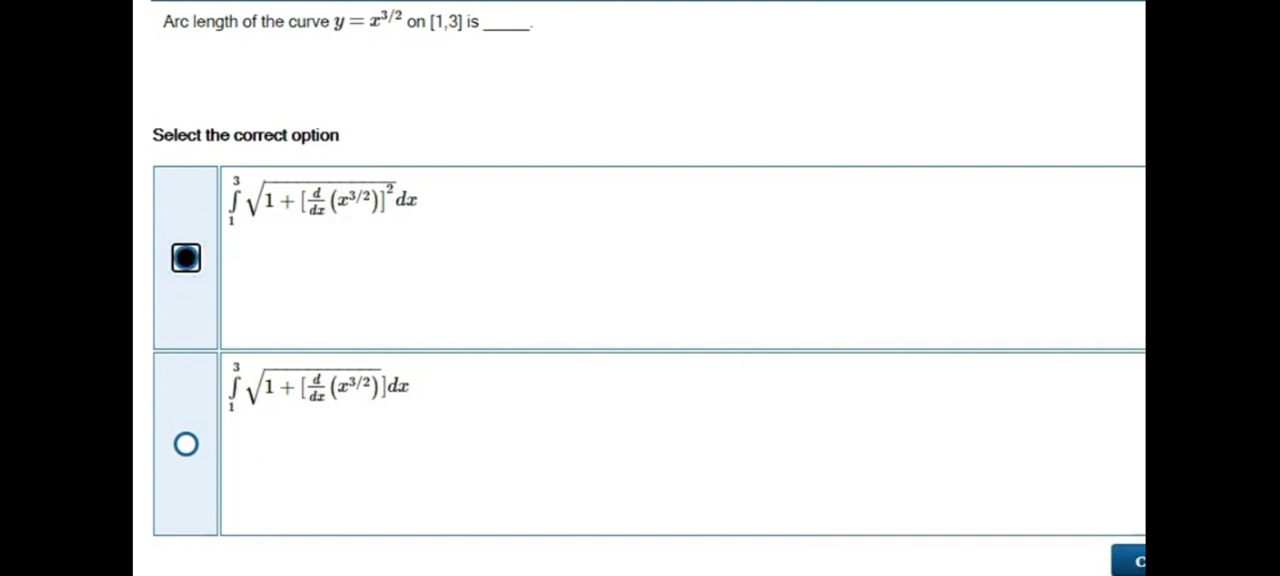 Arc length of the curve y = x^{3/2} on [1,3] is _____.
Select the correct option
∫_1^3 √(1 + [d/dx (x^{3/2})]^2) dx
∫_1^3 √(1 + [d/dx (x^{3/2})]) dx